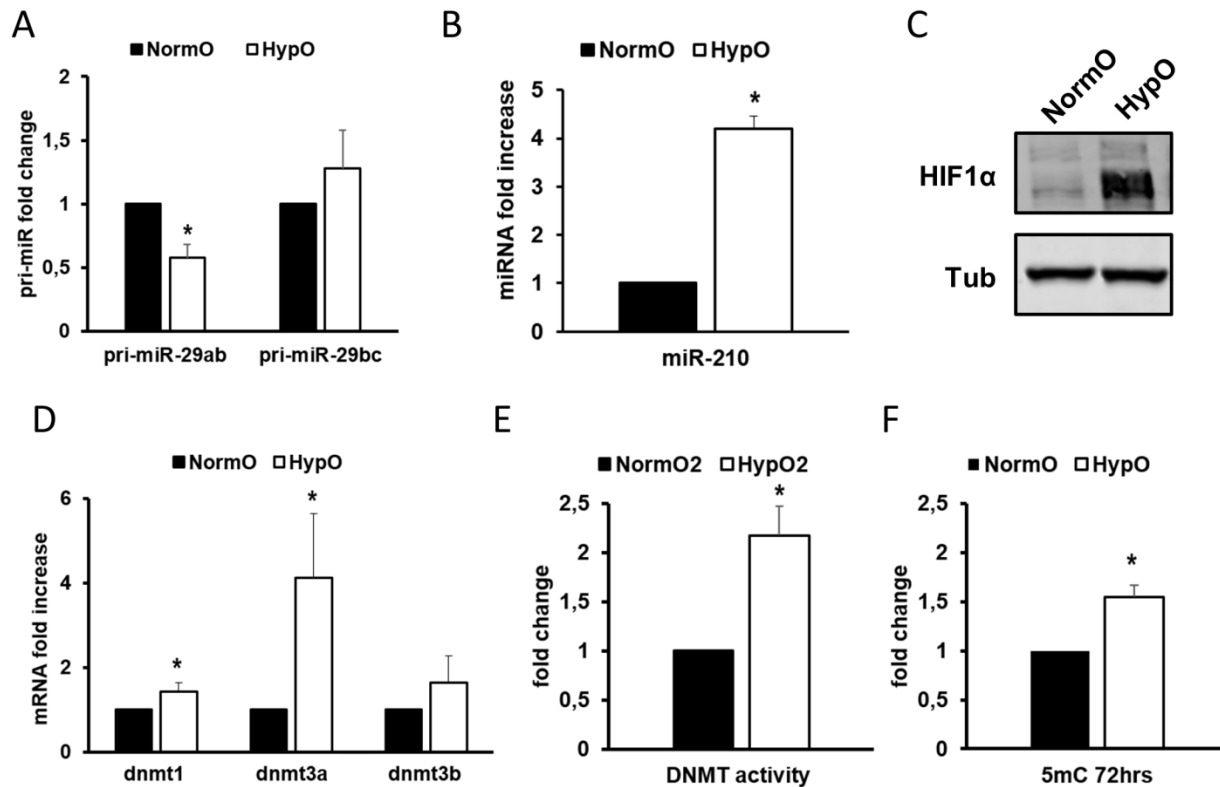 A
NormO HypO
pri-miR fold change
2
1,5
1
0,5
0
*
pri-miR-29ab pri-miR-29bc
B
NormO HypO
miRNA fold increase
5
4
3
2
1
0
*
miR-210
C
NormO HypO
HIF1α
Tub
D
NormO HypO
mRNA fold increase
6
4
2
0
* *
dnmt1 dnmt3a dnmt3b
E
NormO2 HypO2
fold change
2,5
2
1,5
1
0,5
0
*
DNMT activity
F
NormO HypO
fold change
2,5
2
1,5
1
0,5
0
*
5mC 72hrs